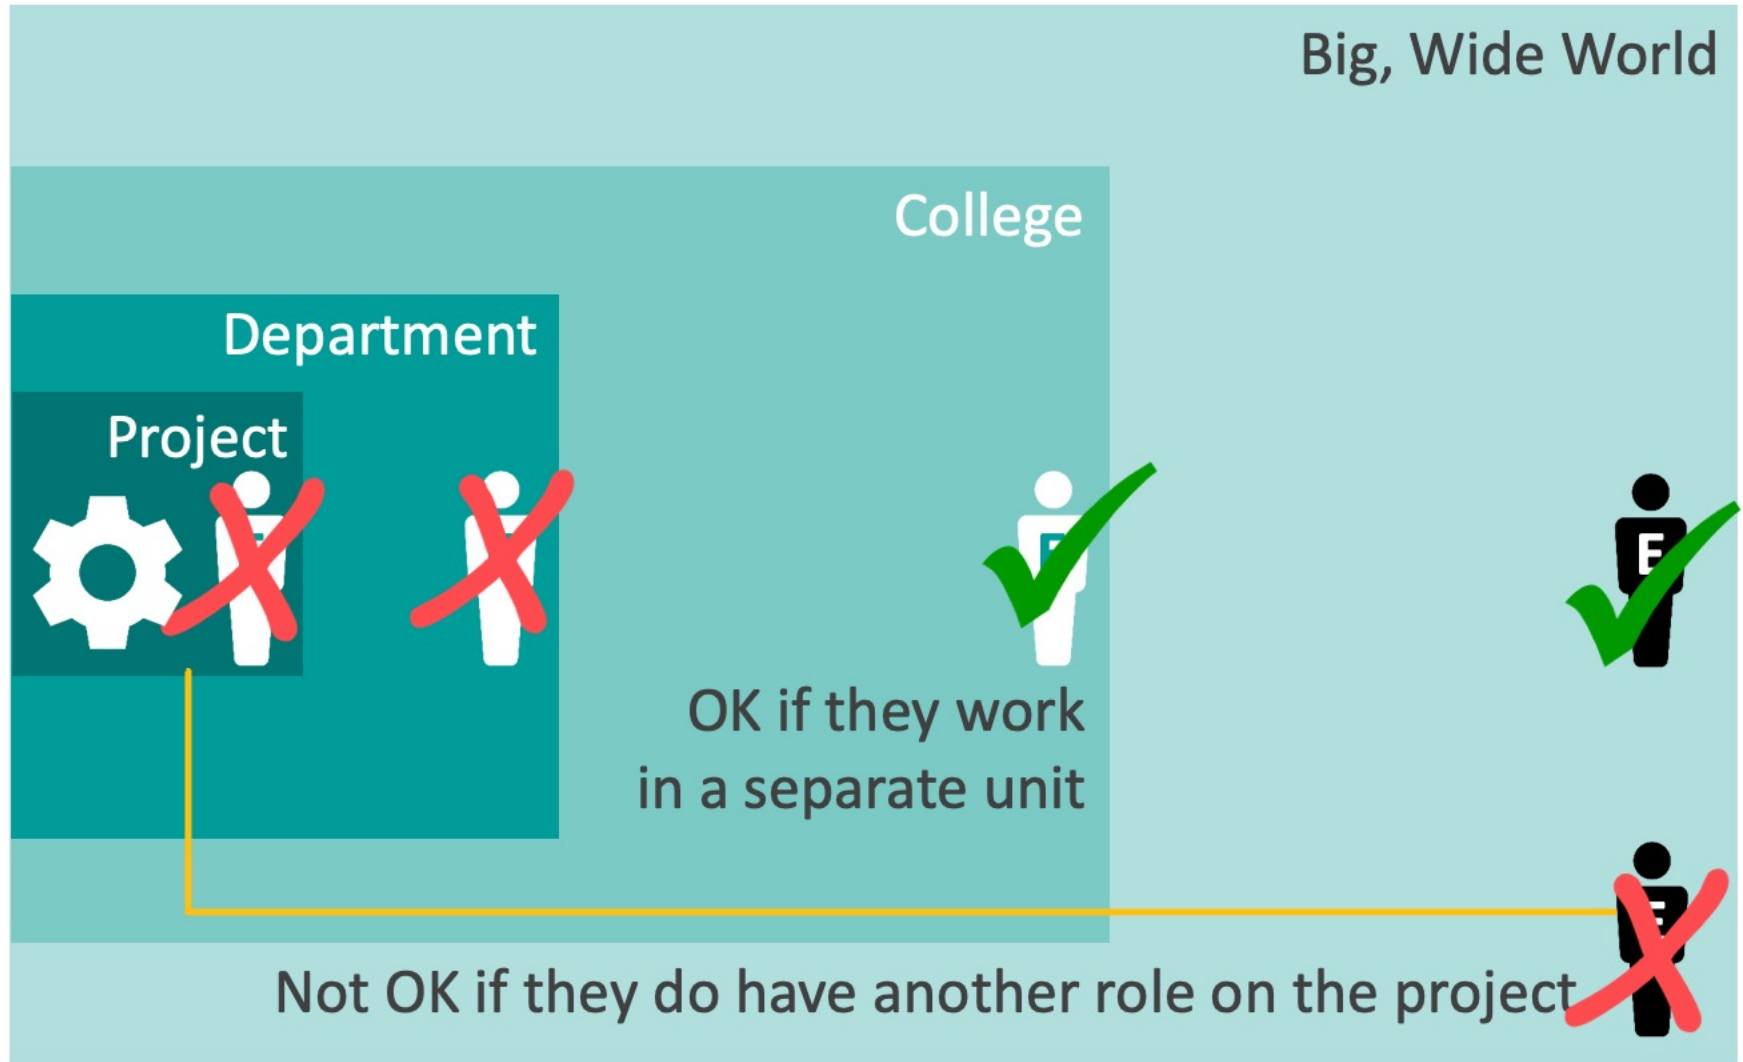 Big, Wide World
College
Department
Project
E
E
OK if they work
in a separate unit
E
Not OK if they do have another role on the project